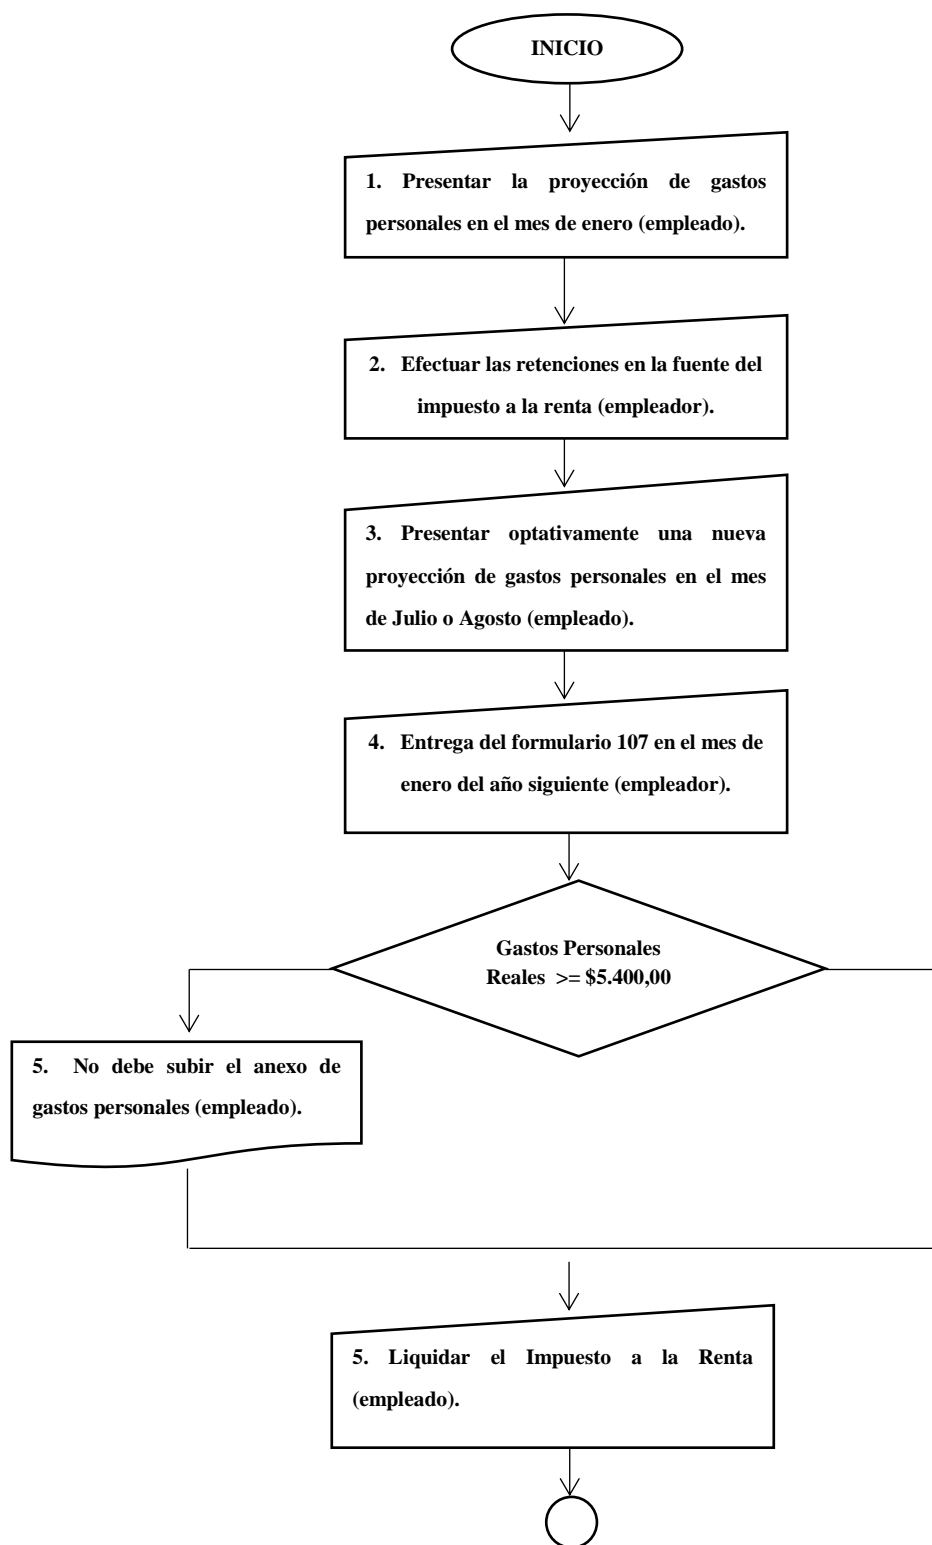 INICIO
1. Presentar la proyección de gastos
personales en el mes de enero (empleado).
2. Efectuar las retenciones en la fuente del
impuesto a la renta (empleador).
3. Presentar optativamente una nueva
proyección de gastos personales en el mes
de Julio o Agosto (empleado).
4. Entrega del formulario 107 en el mes de
enero del año siguiente (empleador).
Gastos Personales
Reales >= $5.400,00
5. No debe subir el anexo de
gastos personales (empleado).
5. Liquidar el Impuesto a la Renta
(empleado).